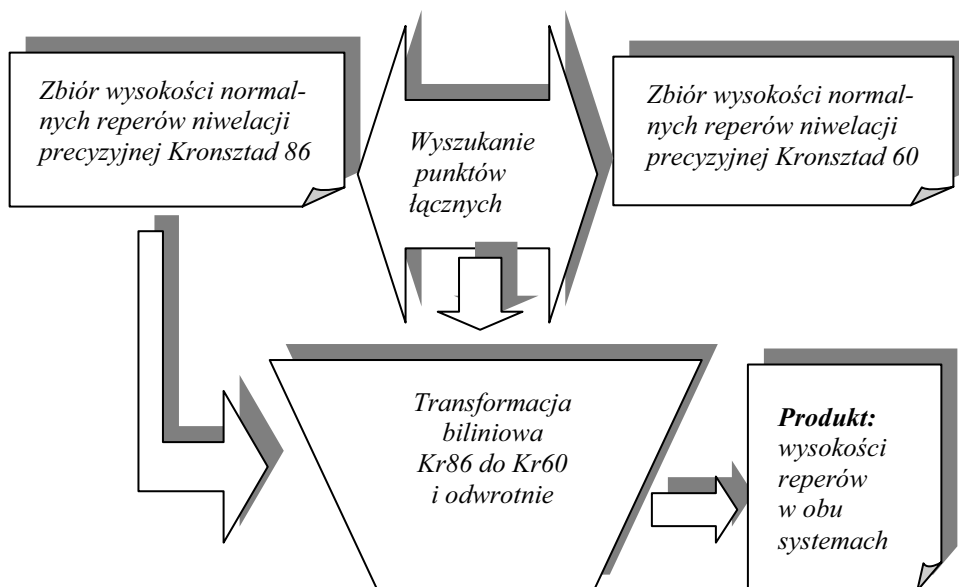 Zbiór wysokości normal-
nych reperów niwelacji
precyzyjnej Kronsztad 86
Wyszukanie
punktów
łącznych
Zbiór wysokości normal-
nych reperów niwelacji
precyzyjnej Kronsztad 60
Transformacja
biliniowa
Kr86 do Kr60
i odwrotnie
Produkt:
wysokości
reperów
w obu
systemach